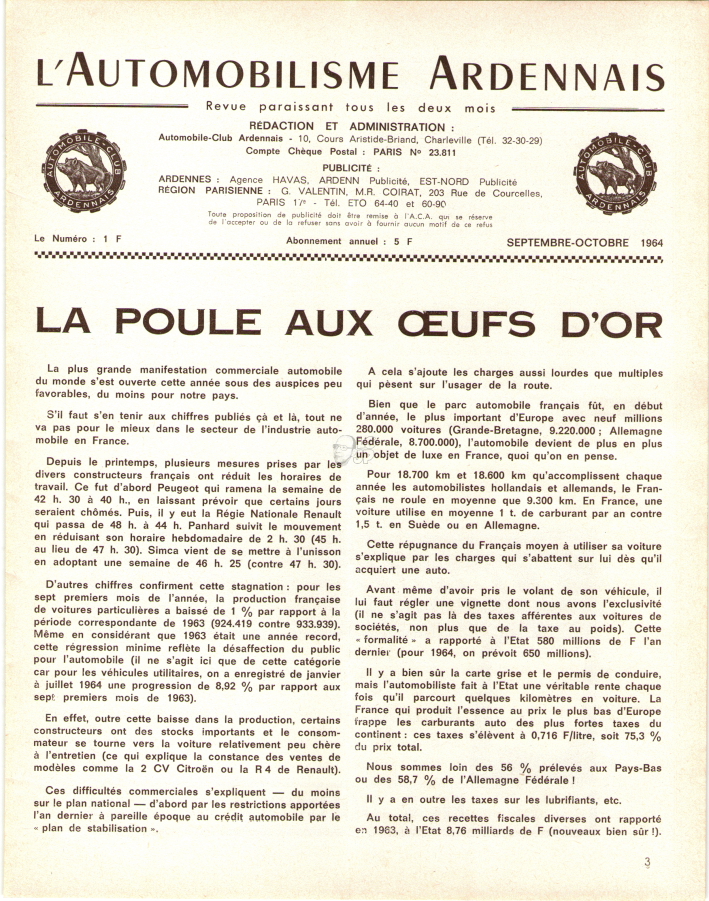 L'AUTOMOBILISME ARDENNAIS
Revue paraissant tous les deux mois
RÉDACTION ET ADMINISTRATION :
Automobile-Club Ardennais - 10, Cours Aristide-Briand, Charleville (Tél. 32-30-29)
Compte Chèque Postal : PARIS N° 23.811
PUBLICITÉ :
ARDENNES : Agence HAVAS, ARDENN Publicité, EST-NORD Publicité
RÉGION PARISIENNE : G. VALENTIN, M.R. COIRAT, 203 Rue de Courcelles,
PARIS 17e - Tél. ETO 64-40 et 60-90
Toute proposition de publicité doit être remise à l'A.C.A. qui se réserve
de l'accepter ou de la refuser sans avoir à fournir aucun motif de ce refus
AUTOMOBILE-CLUB
ARDENNAIS
AUTOMOBILE-CLUB
ARDENNAIS
Le Numéro : 1 F
Abonnement annuel : 5 F
SEPTEMBRE-OCTOBRE 1964
LA POULE AUX ŒUFS D'OR
La plus grande manifestation commerciale automobile
du monde s'est ouverte cette année sous des auspices peu
favorables, du moins pour notre pays.
S'il faut s'en tenir aux chiffres publiés çà et là, tout ne
va pas pour le mieux dans le secteur de l'industrie auto-
mobile en France.
Depuis le printemps, plusieurs mesures prises par les
divers constructeurs français ont réduit les horaires de
travail. Ce fut d'abord Peugeot qui ramena la semaine de
42 h. 30 à 40 h., en laissant prévoir que certains jours
seraient chômés. Puis, il y eut la Régie Nationale Renault
qui passa de 48 h. à 44 h. Panhard suivit le mouvement
en réduisant son horaire hebdomadaire de 2 h. 30 (45 h.
au lieu de 47 h. 30). Simca vient de se mettre à l'unisson
en adoptant une semaine de 46 h. 25 (contre 47 h. 30).
D'autres chiffres confirment cette stagnation : pour les
sept premiers mois de l'année, la production française
de voitures particulières a baissé de 1 % par rapport à la
période correspondante de 1963 (924.419 contre 933.939).
Même en considérant que 1963 était une année record,
cette régression minime reflète la désaffection du public
pour l'automobile (il ne s'agit ici que de cette catégorie
car pour les véhicules utilitaires, on a enregistré de janvier
à juillet 1964 une progression de 8,92 % par rapport aux
sept premiers mois de 1963).
En effet, outre cette baisse dans la production, certains
constructeurs ont des stocks importants et le consom-
mateur se tourne vers la voiture relativement peu chère
à l'entretien (ce qui explique la constance des ventes de
modèles comme la 2 CV Citroën ou la R 4 de Renault).
Ces difficultés commerciales s'expliquent — du moins
sur le plan national — d'abord par les restrictions apportées
l'an dernier à pareille époque au crédit automobile par le
« plan de stabilisation ».
A cela s'ajoute les charges aussi lourdes que multiples
qui pèsent sur l'usager de la route.
Bien que le parc automobile français fût, en début
d'année, le plus important d'Europe avec neuf millions
280.000 voitures (Grande-Bretagne, 9.220.000 ; Allemagne
Fédérale, 8.700.000), l'automobile devient de plus en plus
un objet de luxe en France, quoi qu'on en pense.
Pour 18.700 km et 18.600 km qu'accomplissent chaque
année les automobilistes hollandais et allemands, le Fran-
çais ne roule en moyenne que 9.300 km. En France, une
voiture utilise en moyenne 1 t. de carburant par an contre
1,5 t. en Suède ou en Allemagne.
Cette répugnance du Français moyen à utiliser sa voiture
s'explique par les charges qui s'abattent sur lui dès qu'il
acquiert une auto.
Avant même d'avoir pris le volant de son véhicule, il
lui faut régler une vignette dont nous avons l'exclusivité
(il ne s'agit pas là des taxes afférentes aux voitures de
sociétés, non plus que de la taxe au poids). Cette
« formalité » a rapporté à l'Etat 580 millions de F l'an
dernier (pour 1964, on prévoit 650 millions).
Il y a bien sûr la carte grise et le permis de conduire,
mais l'automobiliste fait à l'Etat une véritable rente chaque
fois qu'il parcourt quelques kilomètres en voiture. La
France qui produit l'essence au prix le plus bas d'Europe
frappe les carburants auto des plus fortes taxes du
continent : ces taxes s'élèvent à 0,716 F/litre, soit 75,3 %
du prix total.
Nous sommes loin des 56 % prélevés aux Pays-Bas
ou des 58,7 % de l'Allemagne Fédérale !
Il y a en outre les taxes sur les lubrifiants, etc.
Au total, ces recettes fiscales diverses ont rapporté
en 1963, à l'Etat 8,76 milliards de F (nouveaux bien sûr !).
3